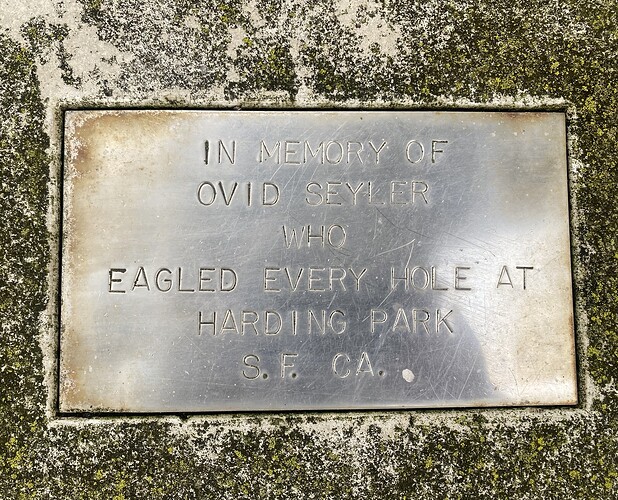 IN MEMORY OF
OVID SEYLER
WHO
EAGLED EVERY HOLE AT
HARDING PARK
S.F. CA.